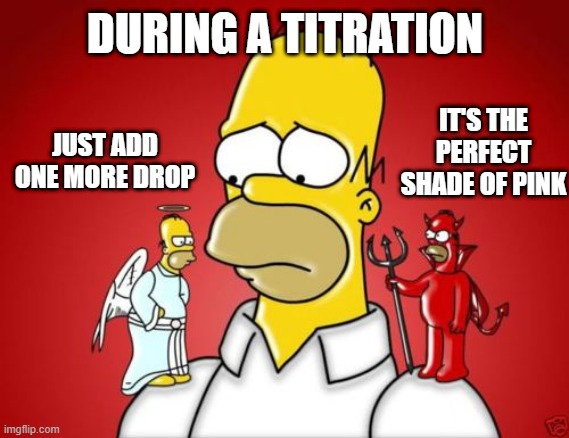 DURING A TITRATION
JUST ADD
ONE MORE DROP
IT'S THE
PERFECT
SHADE OF PINK
imgflip.com